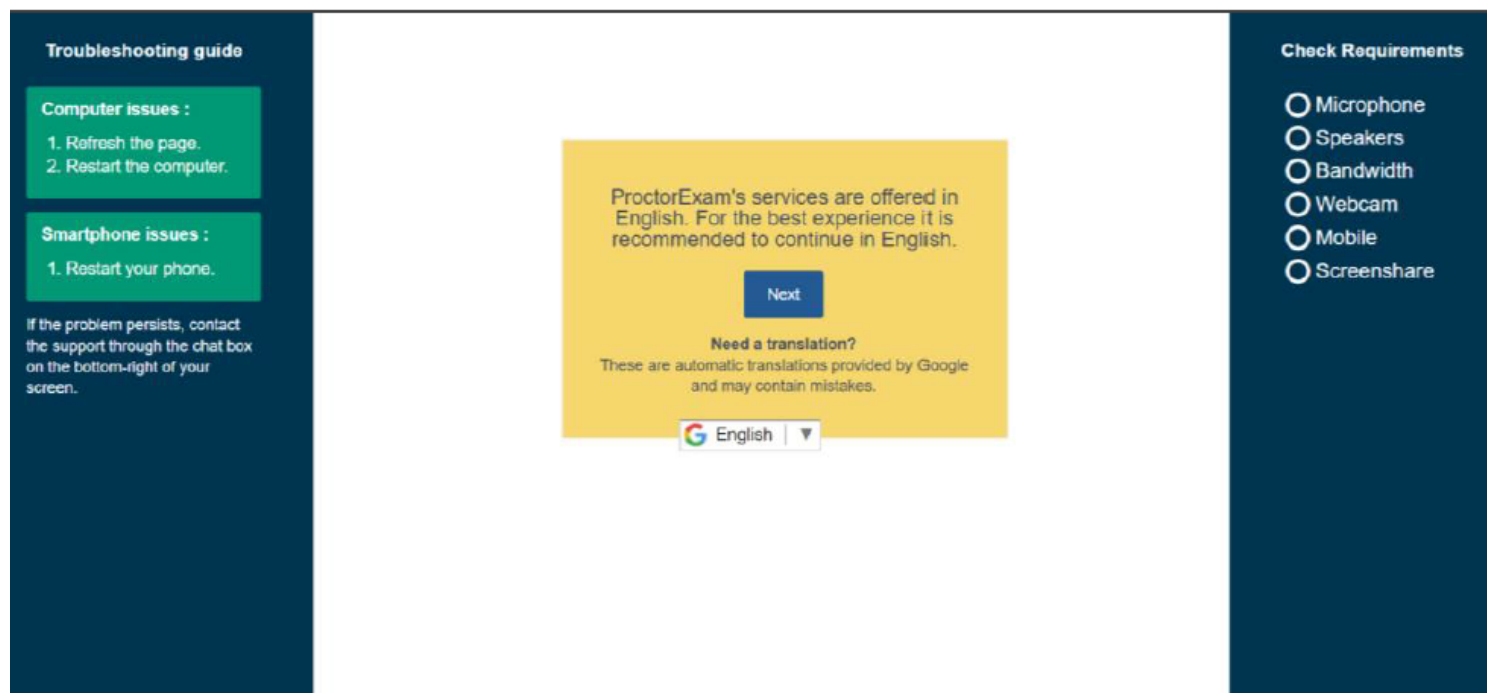 Troubleshooting guide
Computer issues :
1. Refresh the page.
2. Restart the computer.
Smartphone issues :
1. Restart your phone.
If the problem persists, contact
the support through the chat box
on the bottom-right of your
screen.
ProctorExam's services are offered in
English. For the best experience it is
recommended to continue in English.
Next
Need a translation?
These are automatic translations provided by Google
and may contain mistakes.
G English ▼
Check Requirements
Microphone
Speakers
Bandwidth
Webcam
Mobile
Screenshare